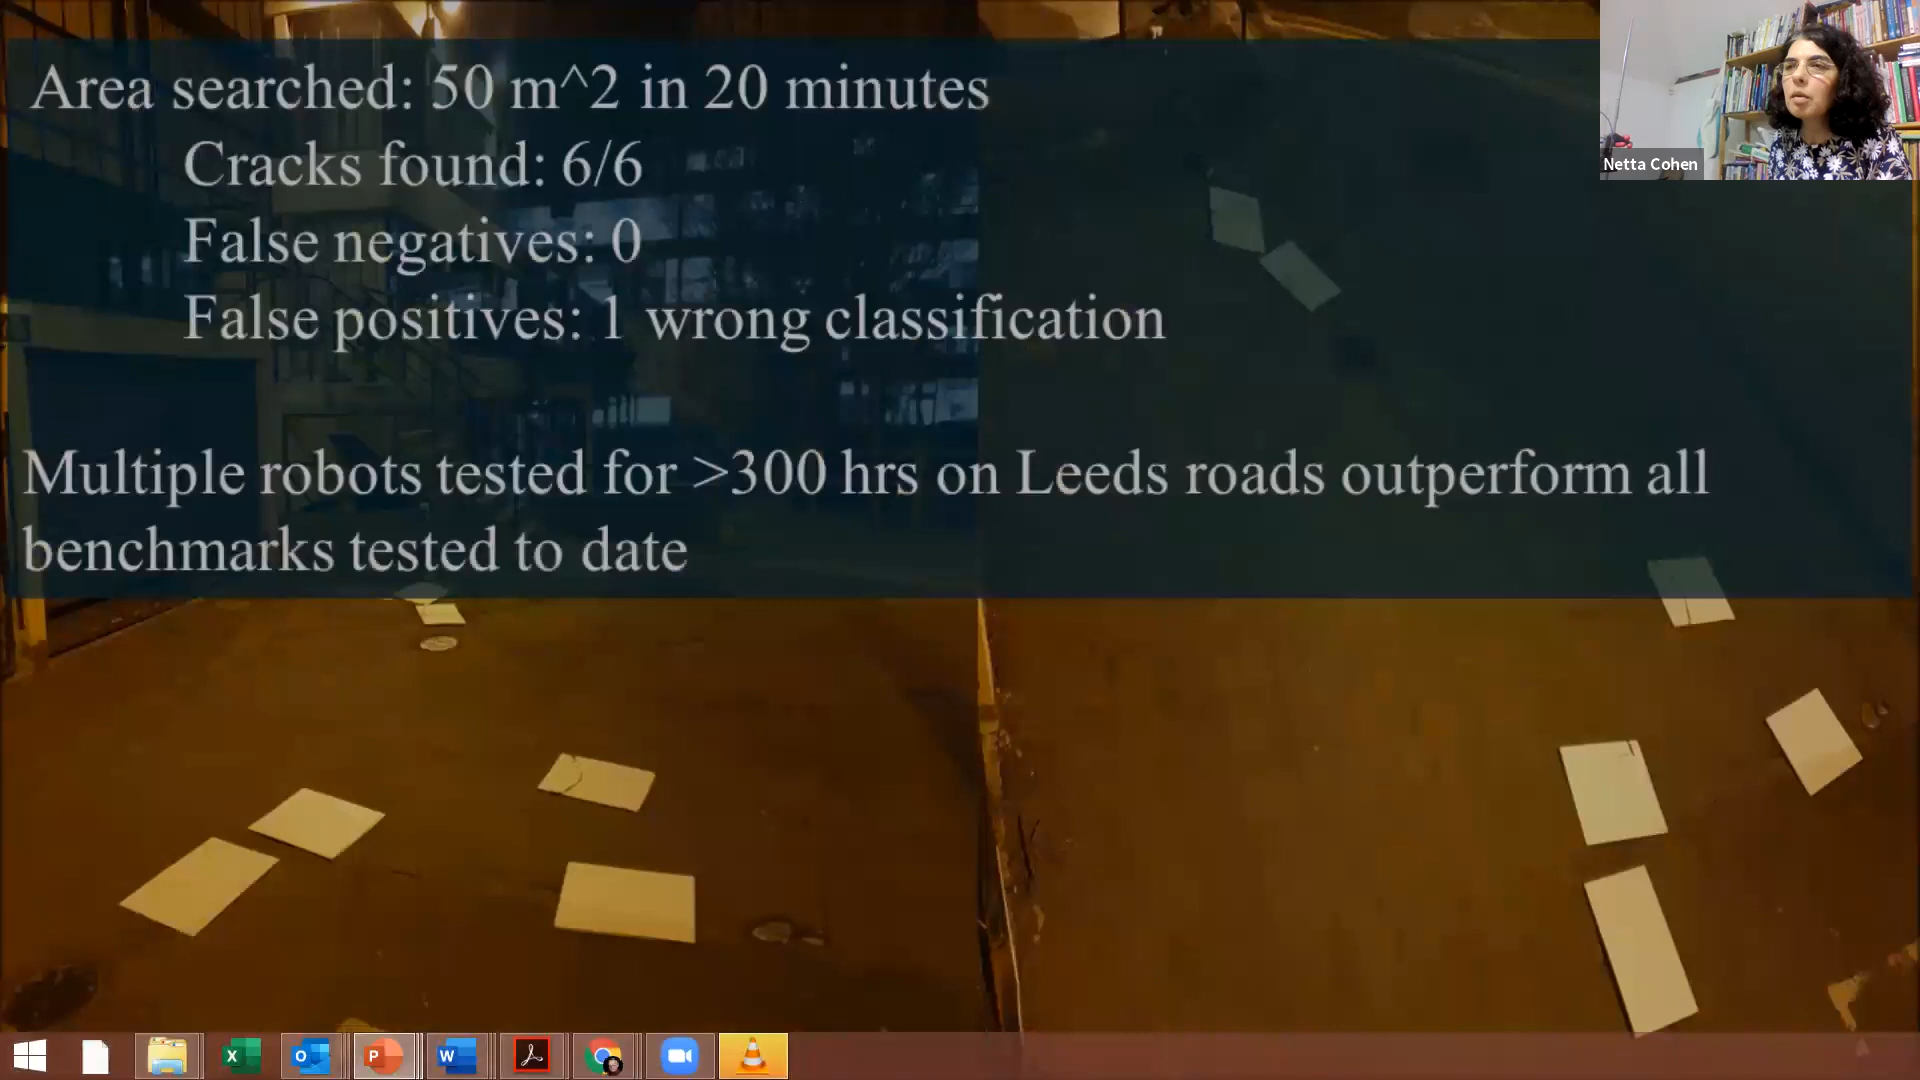 Area searched: 50 m^2 in 20 minutes
Cracks found: 6/6
False negatives: 0
False positives: 1 wrong classification
Multiple robots tested for >300 hrs on Leeds roads outperform all
benchmarks tested to date
Netta Cohen